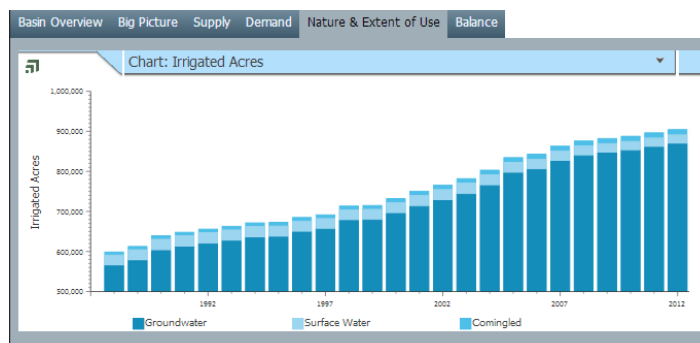 Basin Overview Big Picture Supply Demand Nature & Extent of Use Balance
Chart: Irrigated Acres
1,000,000
900,000
800,000
700,000
600,000
500,000
Irrigated Acres
1992 1997 2002 2007 2012
Groundwater Surface Water Comingled